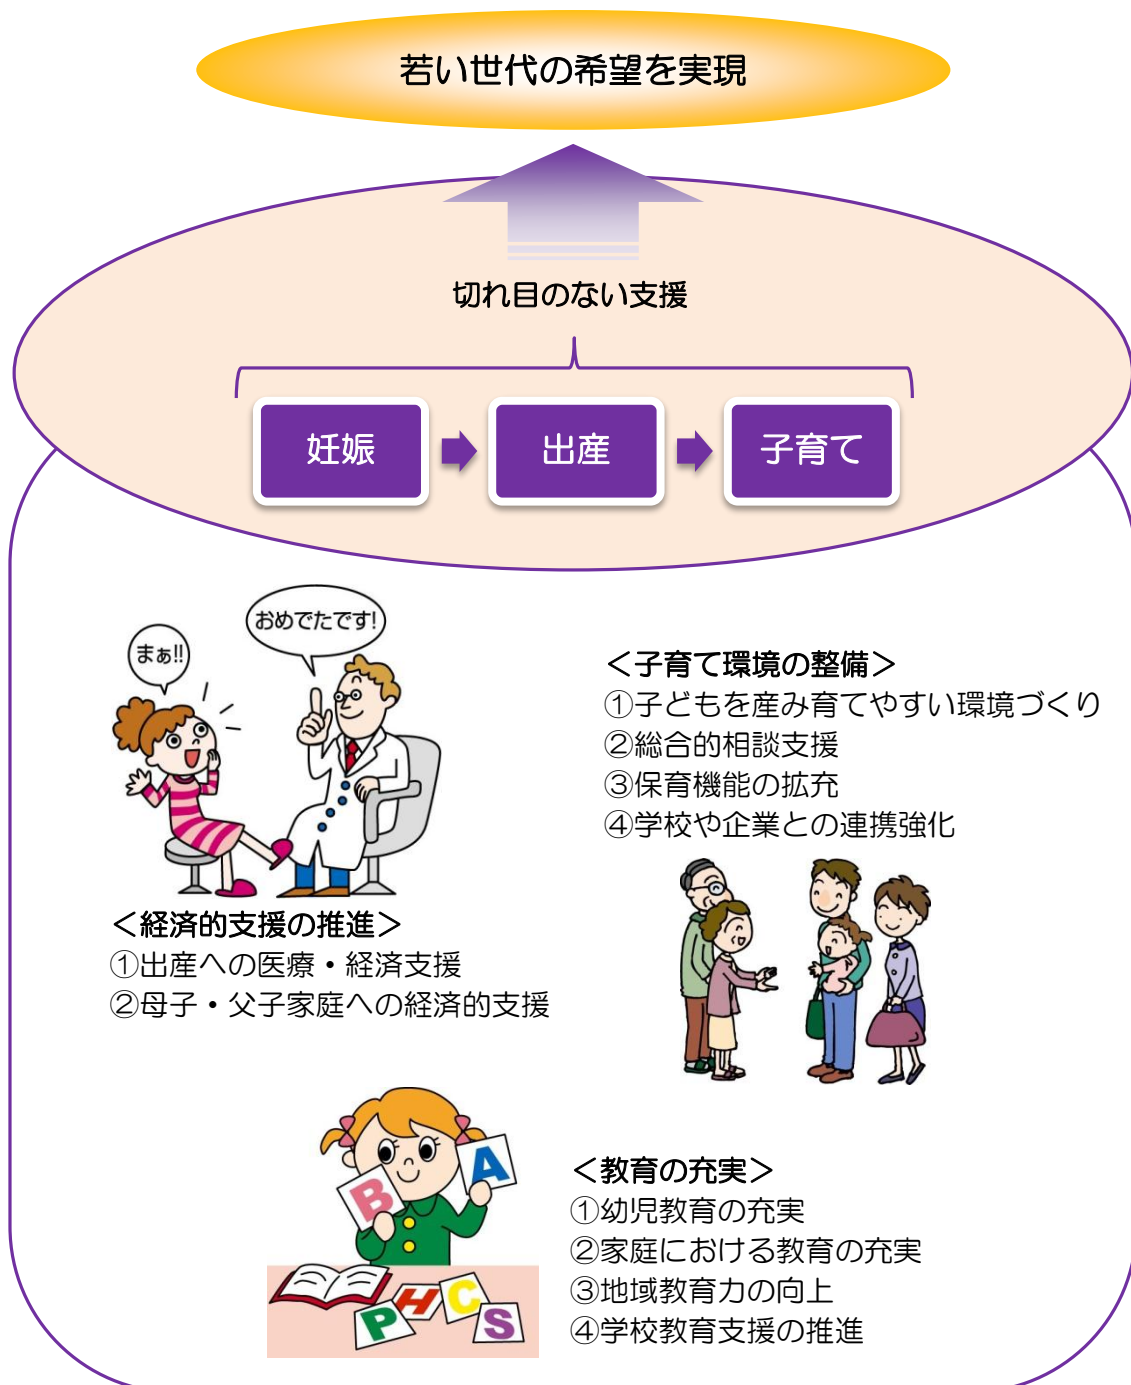 若い世代の希望を実現
切れ目のない支援
妊娠
出産
子育て
おめでたです!
まぁ!!
＜子育て環境の整備＞
①子どもを産み育てやすい環境づくり
②総合的相談支援
③保育機能の拡充
④学校や企業との連携強化
＜経済的支援の推進＞
①出産への医療・経済支援
②母子・父子家庭への経済的支援
B
A
P
H
C
S
＜教育の充実＞
①幼児教育の充実
②家庭における教育の充実
③地域教育力の向上
④学校教育支援の推進